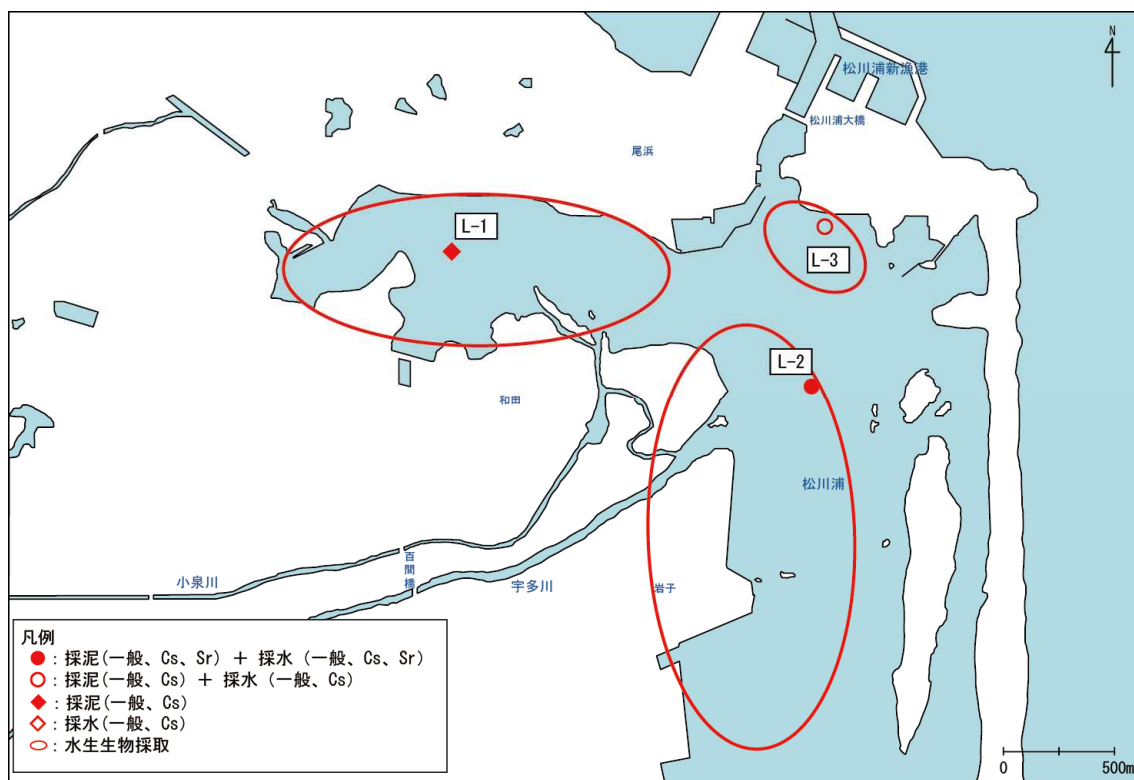 N
松川浦新漁港
松川浦大橋
尾浜
L-1
L-3
L-2
和田
松川浦
百間橋
小泉川
宇多川
岩子
凡例
●：採泥(一般、Cs、Sr) ＋ 採水 (一般、Cs、Sr)
○：採泥(一般、Cs) ＋ 採水 (一般、Cs)
◆：採泥(一般、Cs)
◇：採水(一般、Cs)
⬭：水生生物採取
0 500m